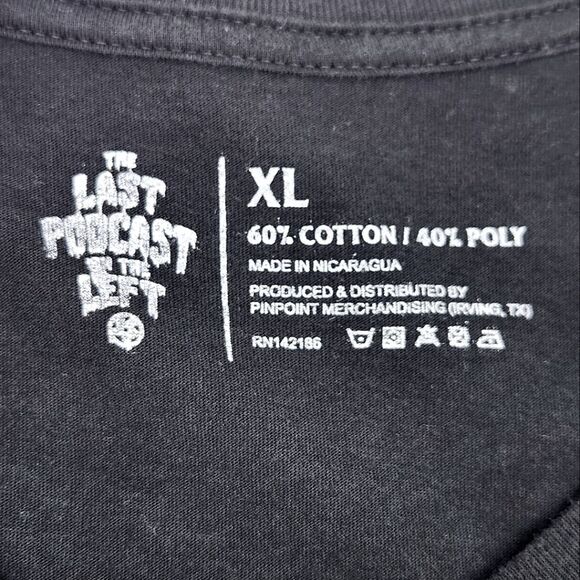 THE
LAST
PODCAST
ON THE
LEFT
XL
60% COTTON / 40% POLY
MADE IN NICARAGUA
PRODUCED & DISTRIBUTED BY
PINPOINT MERCHANDISING (IRVING, TX)
RN142186